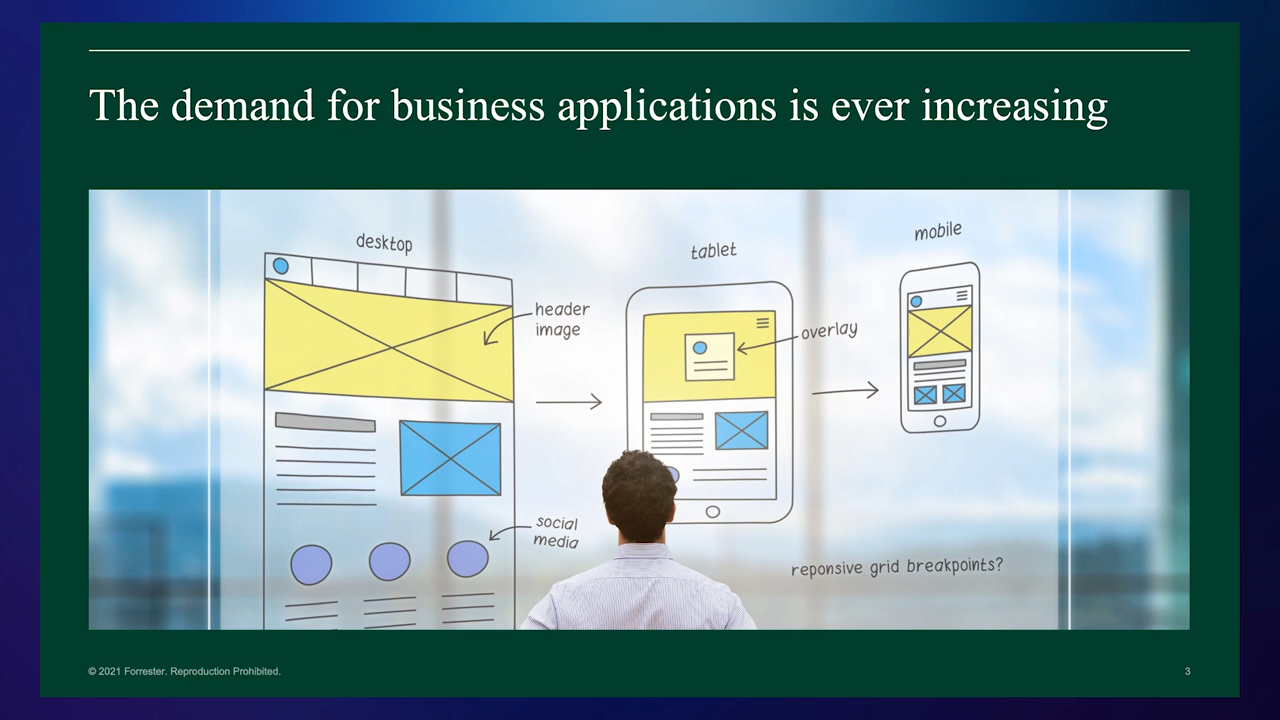 The demand for business applications is ever increasing
desktop
tablet
mobile
header
image
overlay
social
media
reponsive grid breakpoints?
© 2021 Forrester. Reproduction Prohibited.
3